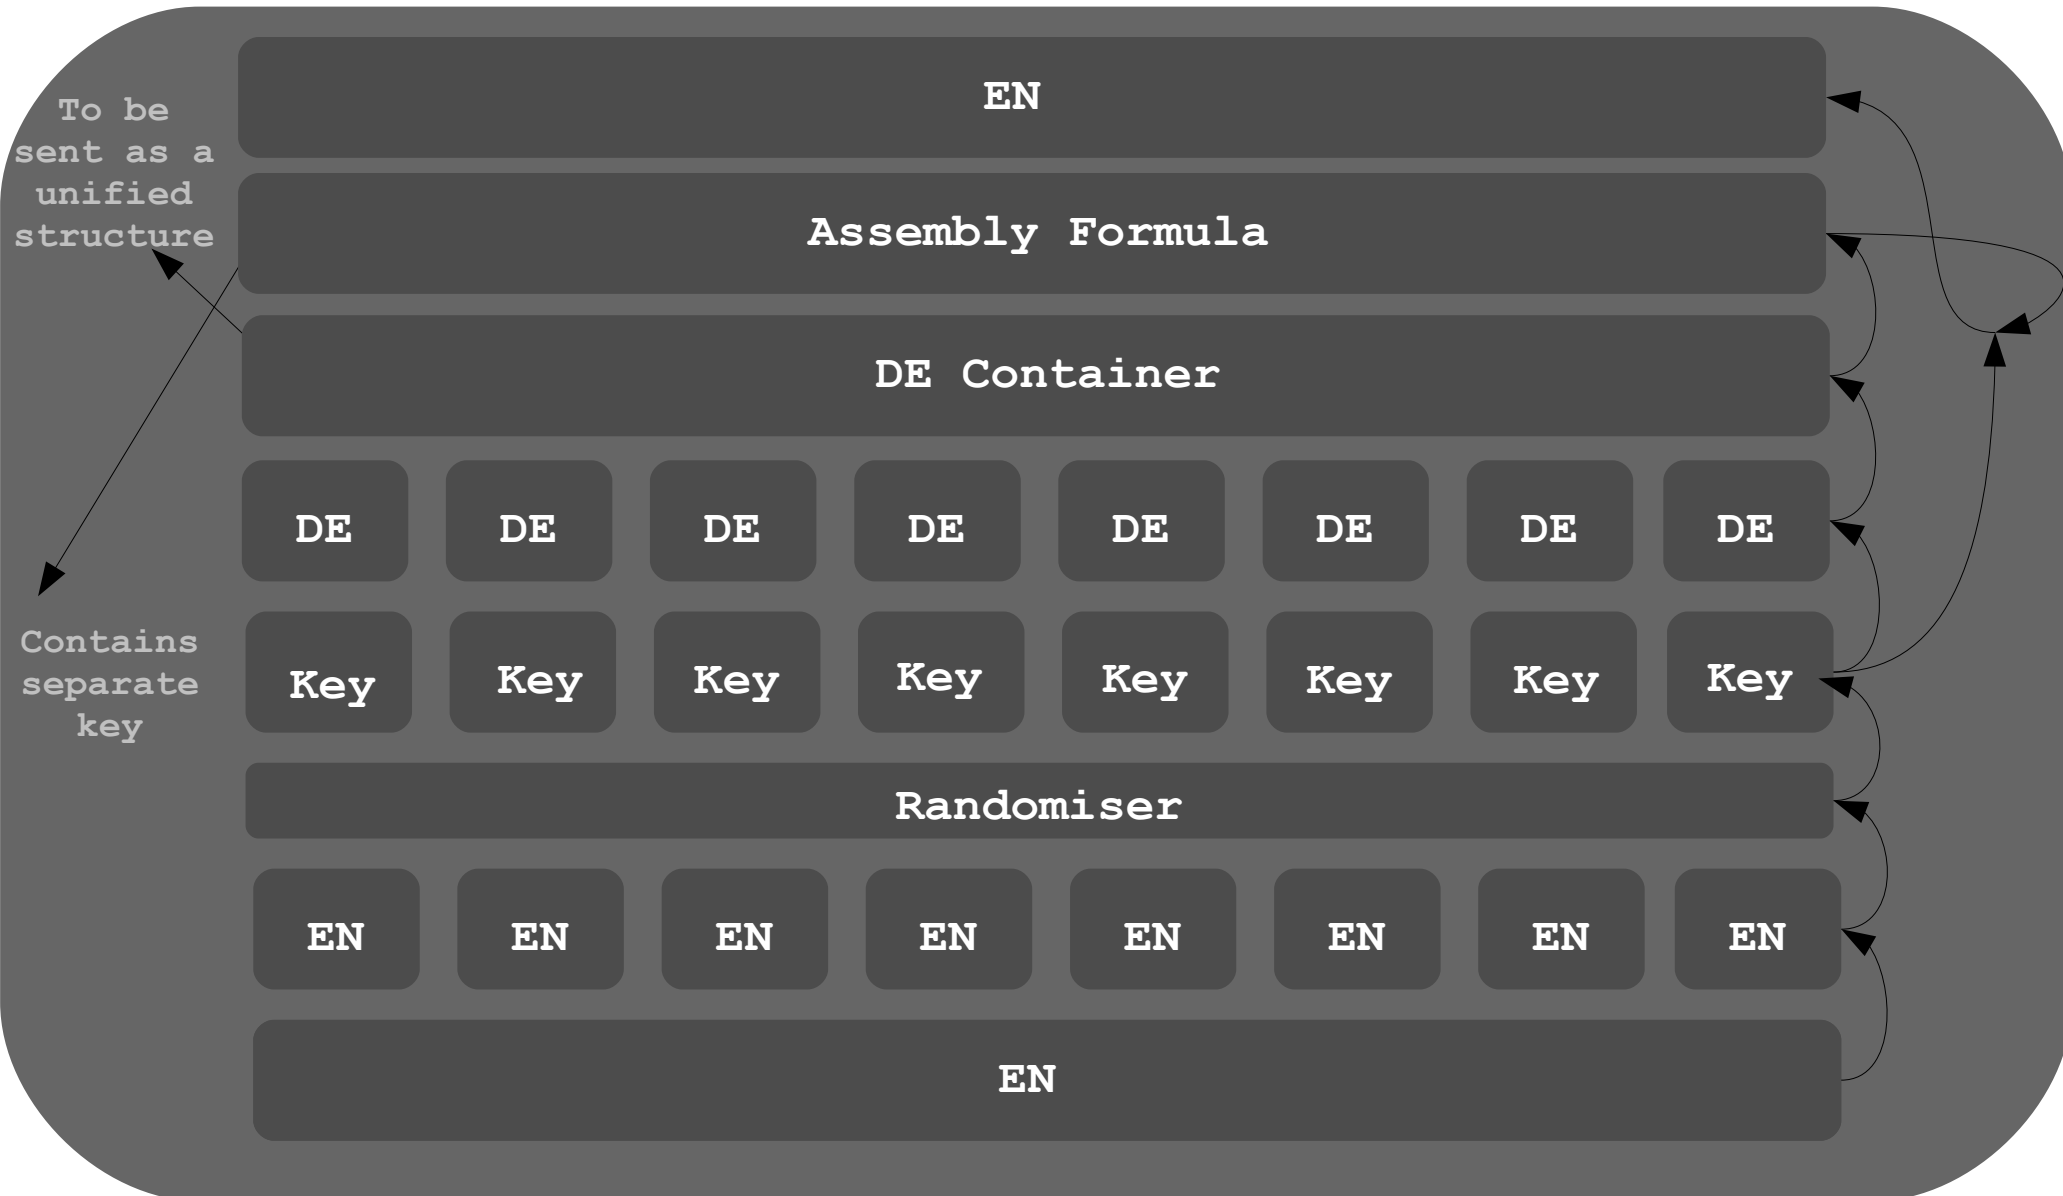 EN
To be
sent as a
unified
structure
Assembly Formula
DE Container
DE DE DE DE DE DE DE DE
Key Key Key Key Key Key Key Key
Contains
separate
key
Randomiser
EN EN EN EN EN EN EN EN
EN